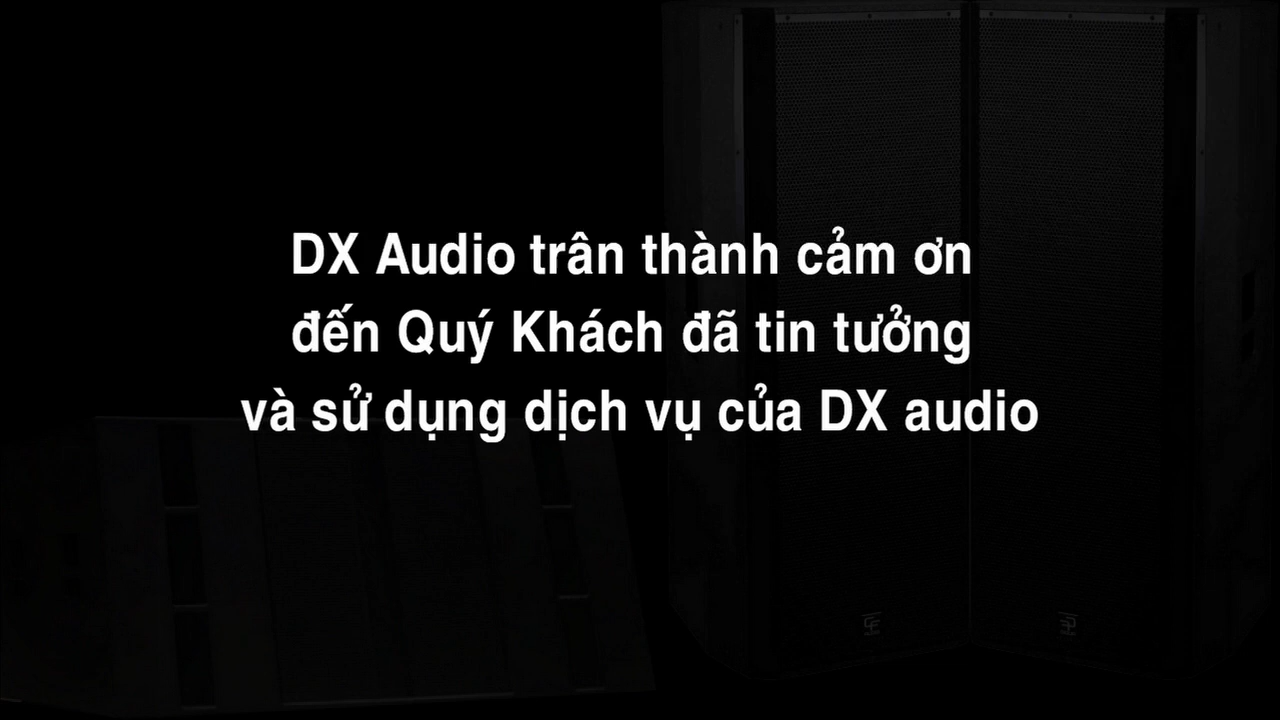 DX Audio trân thành cảm ơn
đến Quý Khách đã tin tưởng
và sử dụng dịch vụ của DX audio